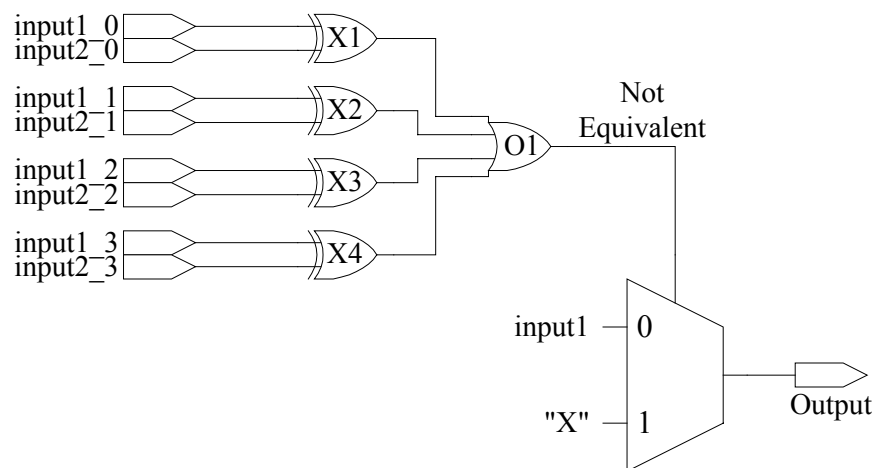 input1_0
input2_0
X1
input1_1
input2_1
X2
Not
Equivalent
O1
input1_2
input2_2
X3
input1_3
input2_3
X4
input1
0
"X"
1
Output